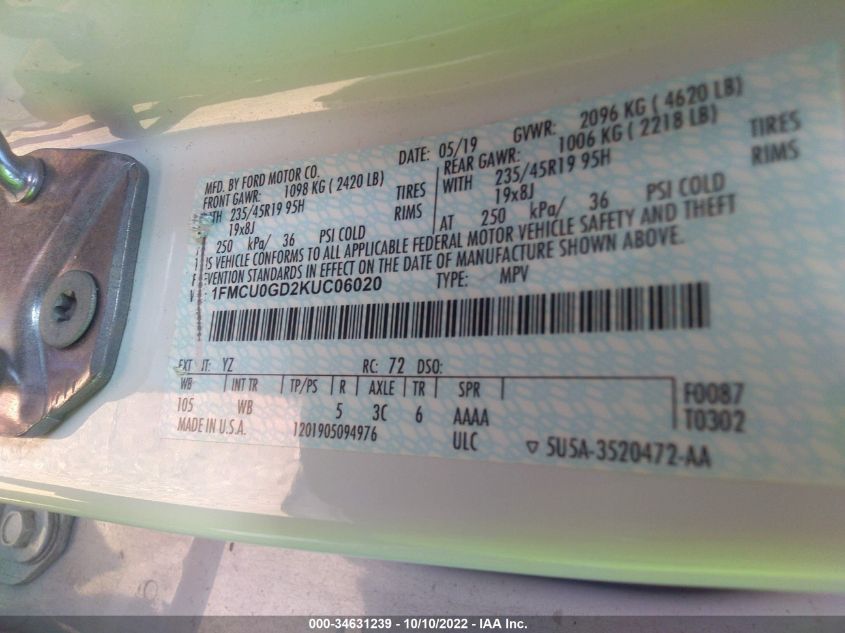 MFD. BY FORD MOTOR CO.
DATE: 05/19 GVWR: 2096 KG ( 4620 LB)
FRONT GAWR: 1098 KG ( 2420 LB)
REAR GAWR: 1006 KG ( 2218 LB)
235/45R19 95H TIRES
WITH 235/45R19 95H TIRES
19x8J RIMS
19x8J RIMS
250 kPa/ 36 PSI COLD
AT 250 kPa/ 36 PSI COLD
VEHICLE CONFORMS TO ALL APPLICABLE FEDERAL MOTOR VEHICLE SAFETY AND THEFT
STANDARDS IN EFFECT ON THE DATE OF MANUFACTURE SHOWN ABOVE.
1FMCU0GD2KUC06020 TYPE: MPV
EXT YZ RC: 72 DSO:
WB INT TR TP/PS R AXLE TR SPR
105 WB 5 3C 6 AAAA
F0087
T0302
MADE IN U.S.A. 1201905094976 ULC
SU5A-3520472-AA
000-34631239 - 10/10/2022 - IAA Inc.